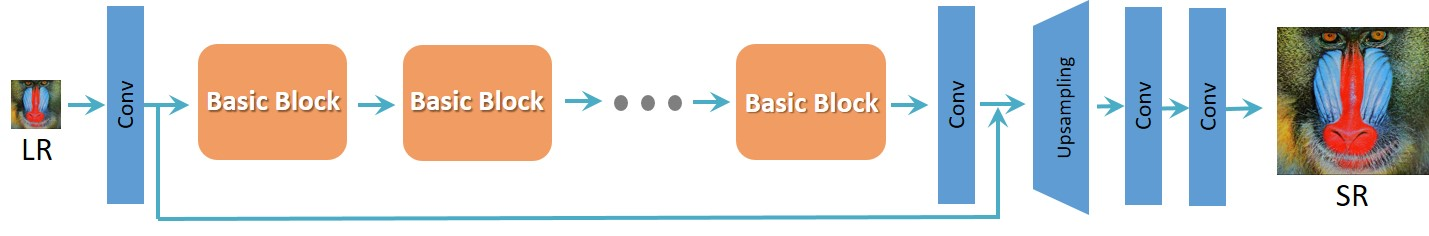 LR
Conv
Basic Block
Basic Block
Basic Block
Conv
Upsampling
Conv
Conv
SR